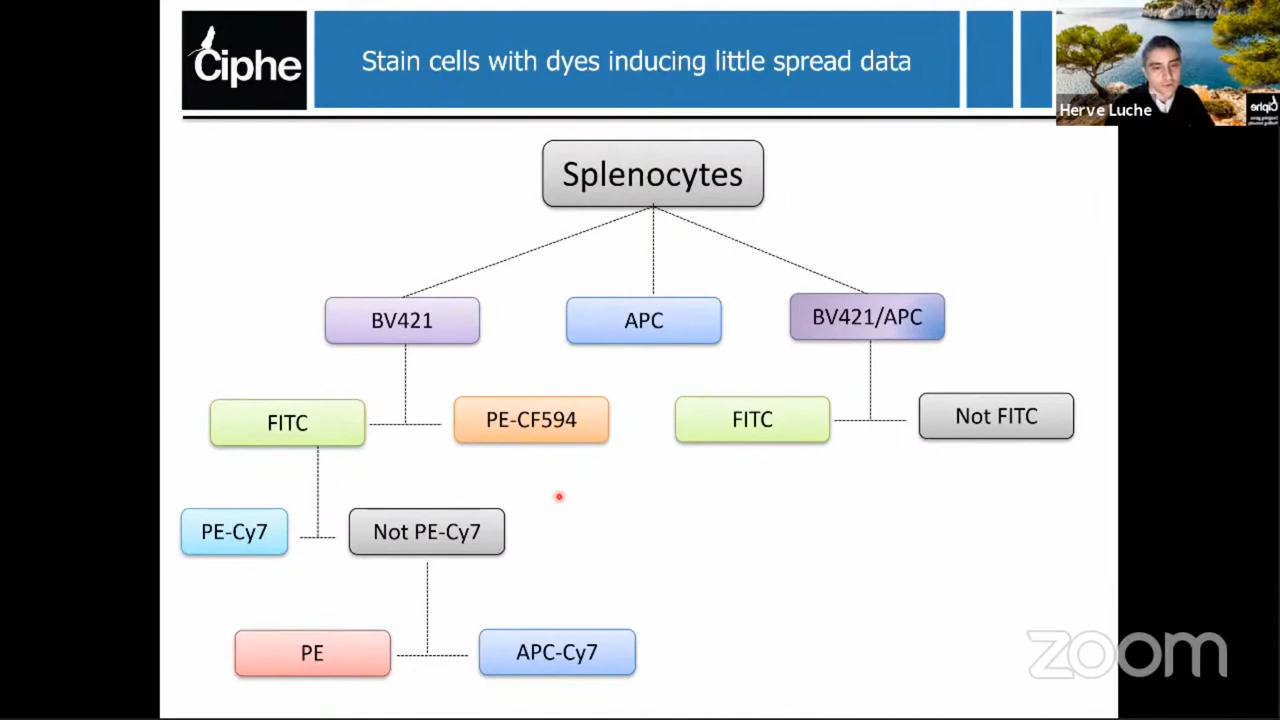 Ciphe
Stain cells with dyes inducing little spread data
Herve Luche
Splenocytes
BV421
APC
BV421/APC
FITC
PE-CF594
FITC
Not FITC
PE-Cy7
Not PE-Cy7
PE
APC-Cy7
zoom